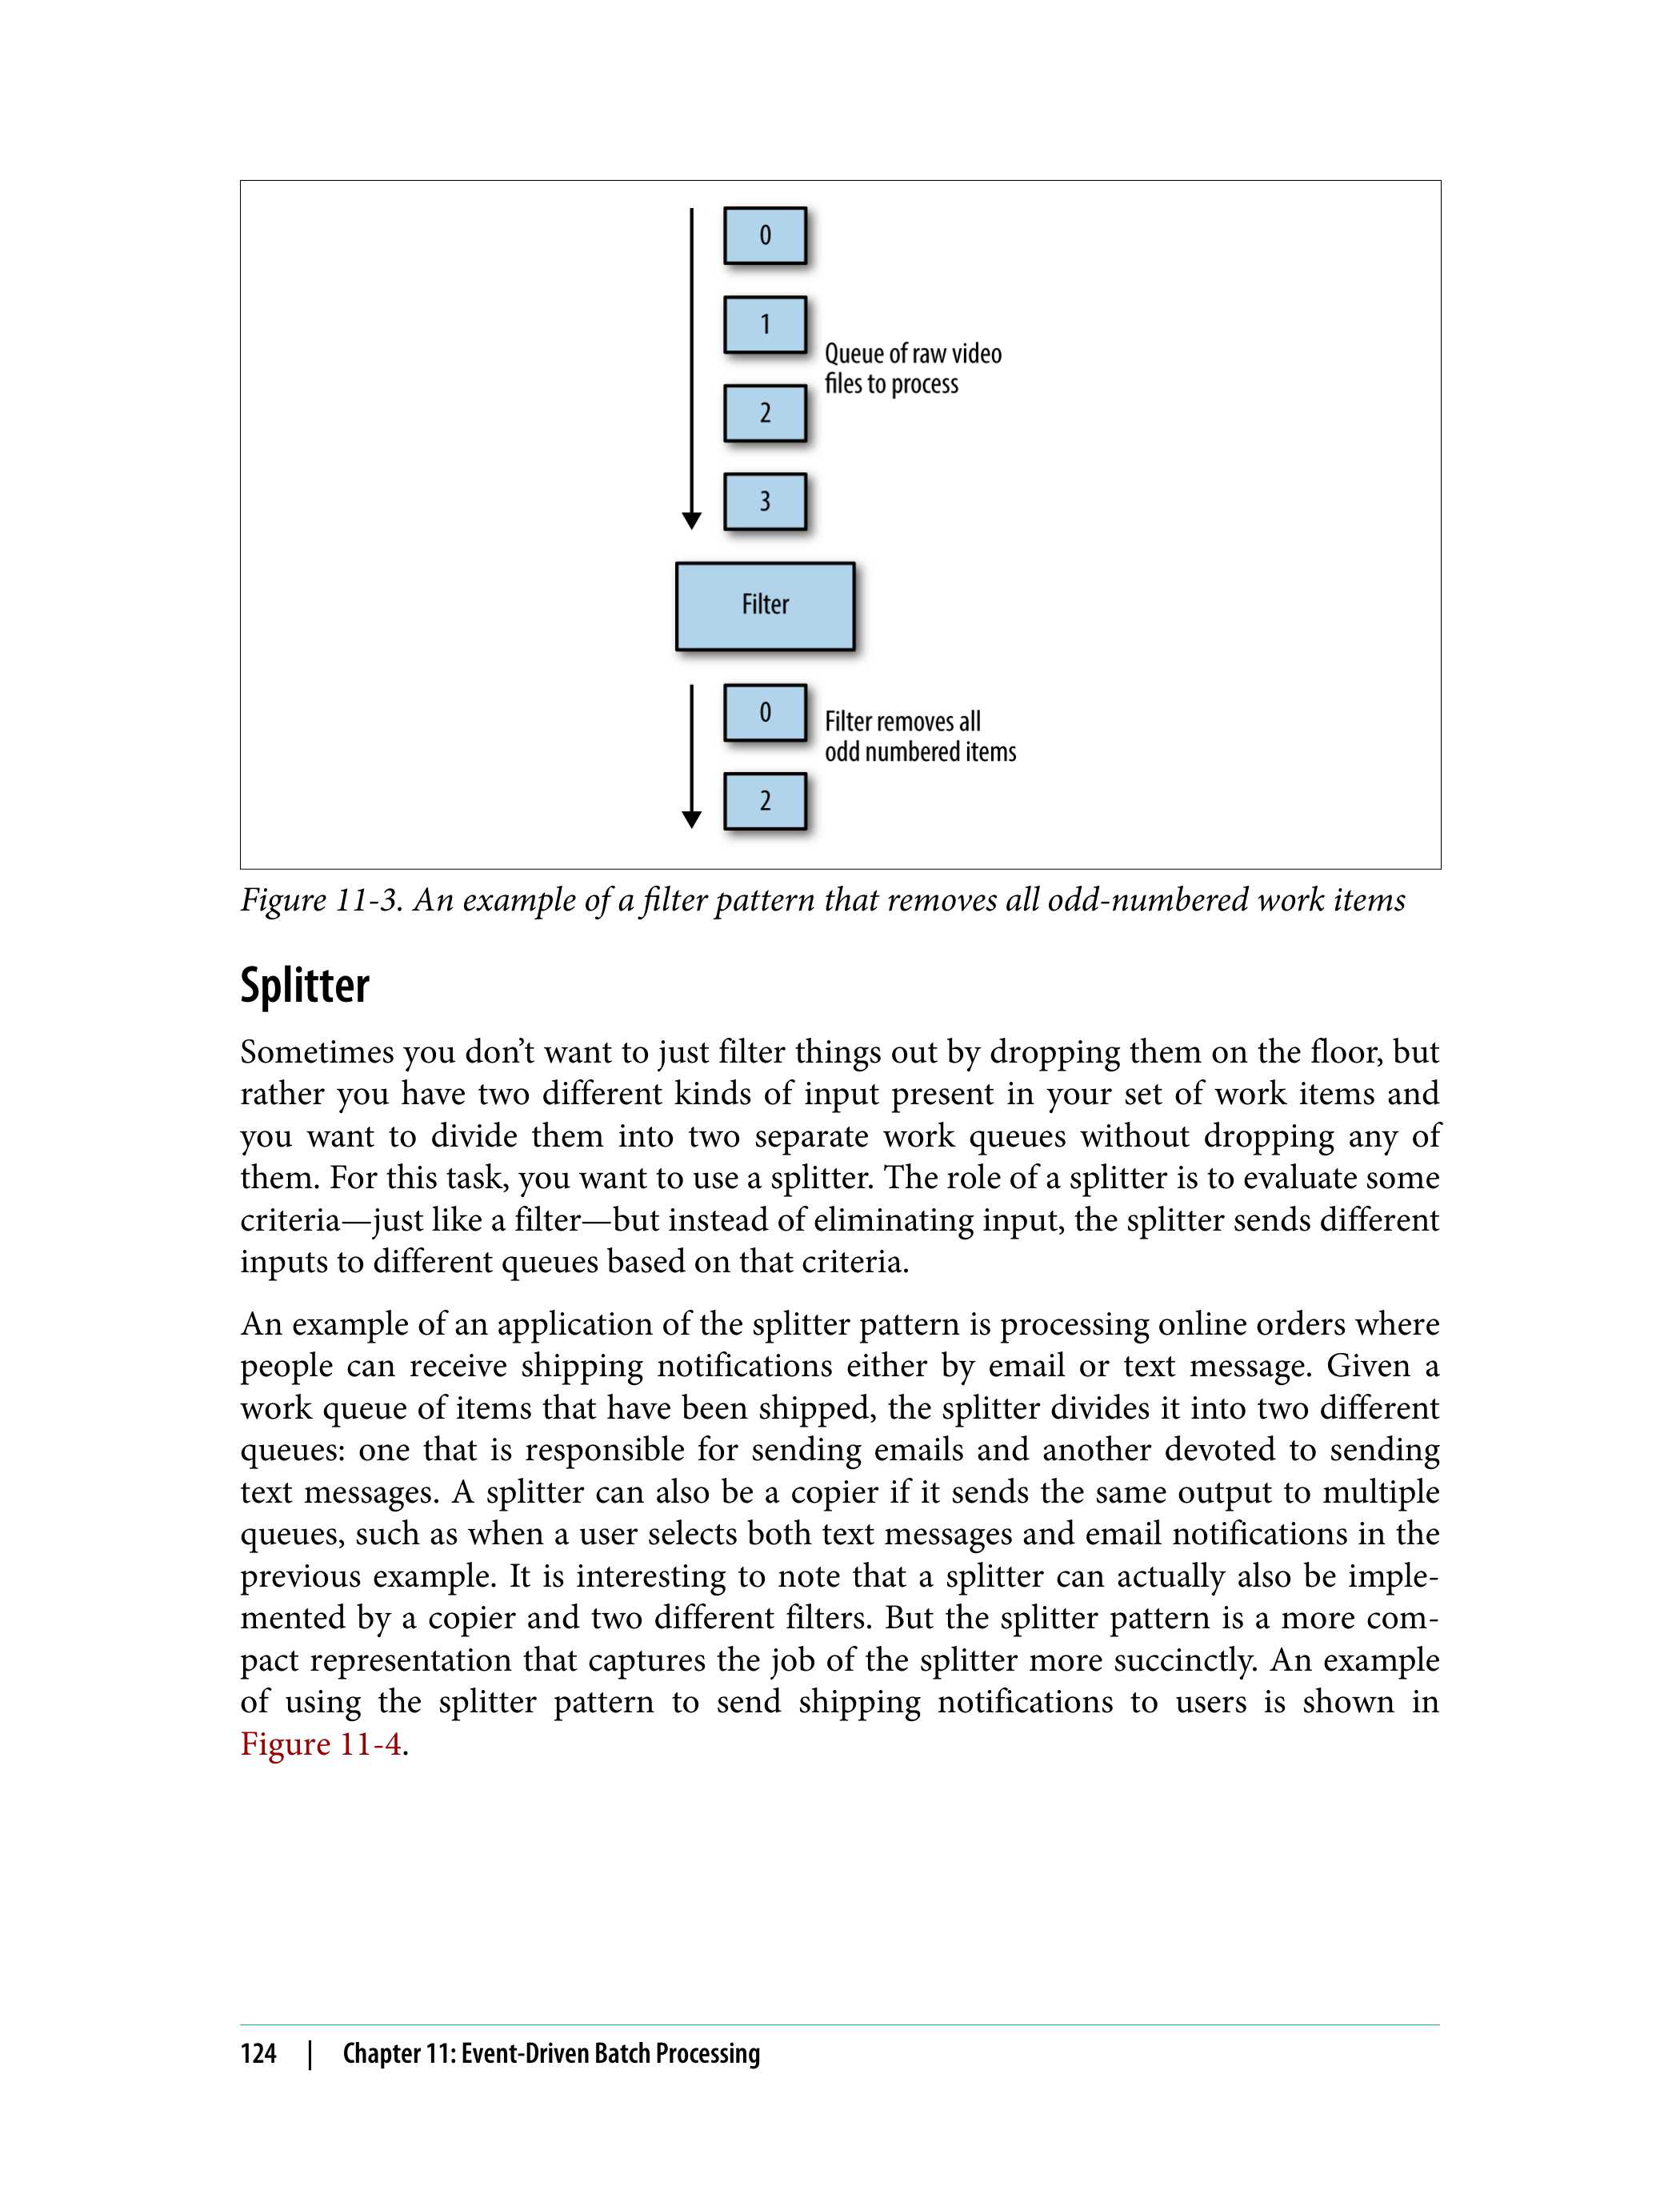 0
1
Queue of raw video
files to process
2
3
Filter
0
Filter removes all
odd numbered items
2
Figure 11-3. An example of a filter pattern that removes all odd-numbered work items
Splitter
Sometimes you don’t want to just filter things out by dropping them on the floor, but
rather you have two different kinds of input present in your set of work items and
you want to divide them into two separate work queues without dropping any of
them. For this task, you want to use a splitter. The role of a splitter is to evaluate some
criteria—just like a filter—but instead of eliminating input, the splitter sends different
inputs to different queues based on that criteria.
An example of an application of the splitter pattern is processing online orders where
people can receive shipping notifications either by email or text message. Given a
work queue of items that have been shipped, the splitter divides it into two different
queues: one that is responsible for sending emails and another devoted to sending
text messages. A splitter can also be a copier if it sends the same output to multiple
queues, such as when a user selects both text messages and email notifications in the
previous example. It is interesting to note that a splitter can actually also be imple-
mented by a copier and two different filters. But the splitter pattern is a more com-
pact representation that captures the job of the splitter more succinctly. An example
of using the splitter pattern to send shipping notifications to users is shown in
Figure 11-4.
124 | Chapter 11: Event-Driven Batch Processing